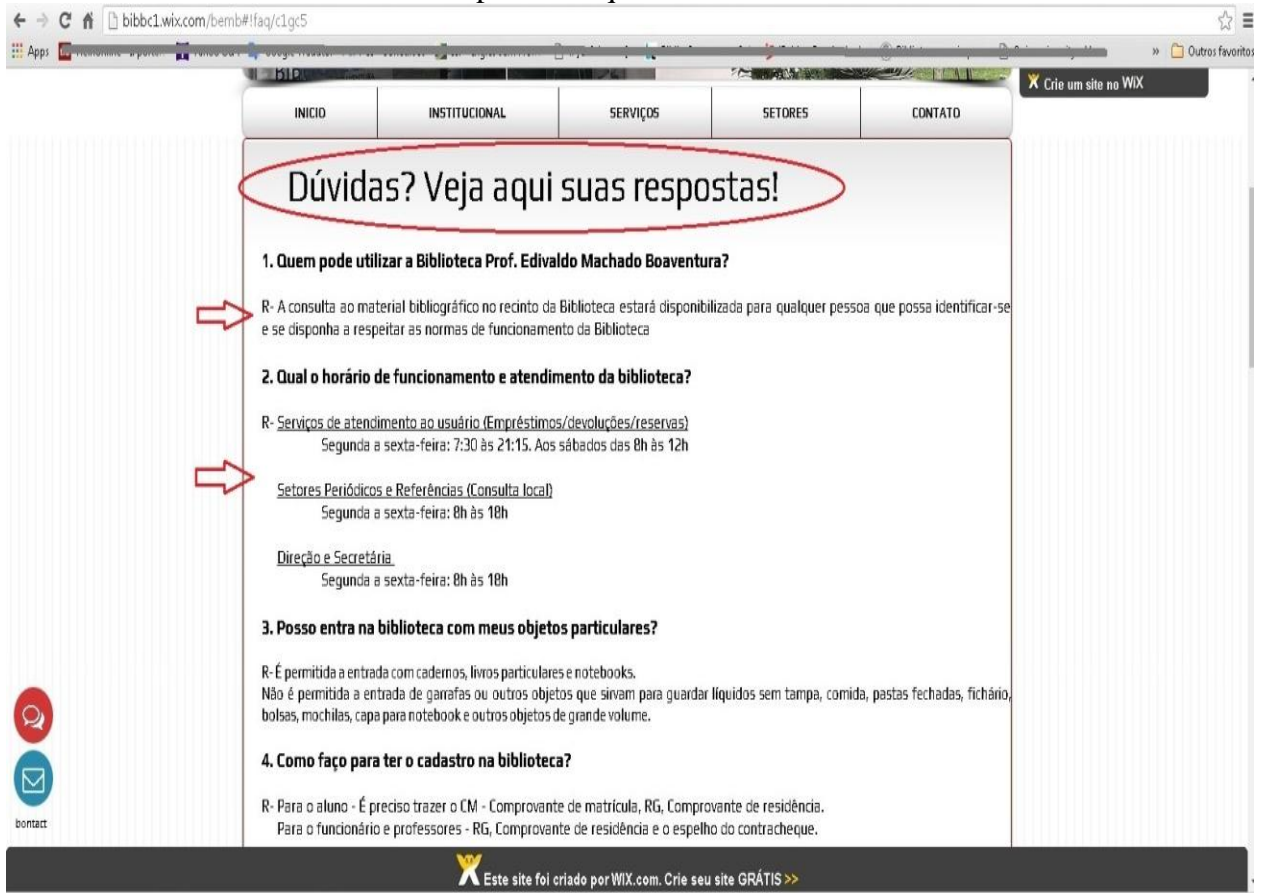 bibbc1.wix.com/bemb#!faq/c1gc5
Apps
» Outros favoritos
Crie um site no WiX
INICIO INSTITUCIONAL SERVIÇOS SETORES CONTATO
Dúvidas? Veja aqui suas respostas!
1. Quem pode utilizar a Biblioteca Prof. Edivaldo Machado Boaventura?
R- A consulta ao material bibliográfico no recinto da Biblioteca estará disponibilizada para qualquer pessoa que possa identificar-se
e se disponha a respeitar as normas de funcionamento da Biblioteca
2. Qual o horário de funcionamento e atendimento da biblioteca?
R- Serviços de atendimento ao usuário (Empréstimos/devoluções/reservas)
Segunda a sexta-feira: 7:30 às 21:15. Aos sábados das 8h às 12h
Setores Periódicos e Referências (Consulta local)
Segunda a sexta-feira: 8h às 18h
Direção e Secretária
Segunda a sexta-feira: 8h às 18h
3. Posso entra na biblioteca com meus objetos particulares?
R- É permitida a entrada com cadernos, livros particulares e notebooks.
Não é permitida a entrada de garrafas ou outros objetos que sirvam para guardar líquidos sem tampa, comida, pastas fechadas, fichário,
bolsas, mochilas, capa para notebook e outros objetos de grande volume.
4. Como faço para ter o cadastro na biblioteca?
R- Para o aluno - É preciso trazer o CM - Comprovante de matrícula, RG, Comprovante de residência.
Para o funcionário e professores - RG, Comprovante de residência e o espelho do contracheque.
bontact
Este site foi criado por WIX.com. Crie seu site GRÁTIS >>